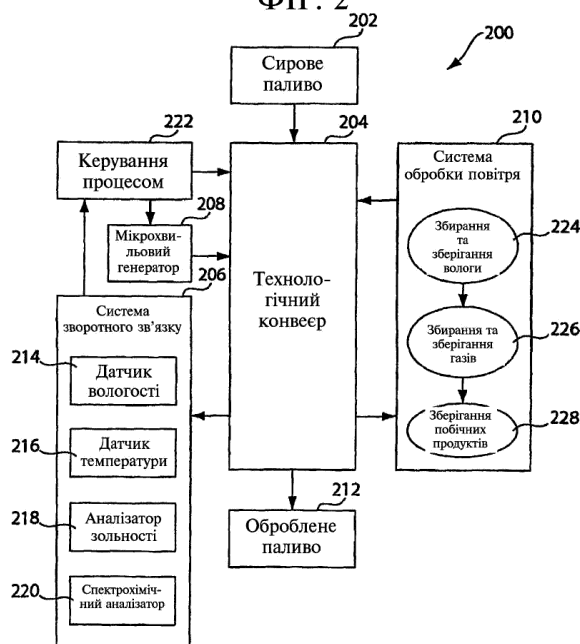 ФІГ. 2
202
200
Сирове
паливо
222
Керування
процесом
204
210
Система
обробки повітря
208
Мікрохви-
льовий
генератор
Техноло-
гічний
конвеєр
224
Збирання
та
зберігання
вологи
206
Система
зворотного зв'язку
226
Збирання та
зберігання
газів
214
Датчик
вологості
228
Зберігання
побічних
продуктів
216
Датчик
температури
212
Оброблене
паливо
218
Аналізатор
зольності
220
Спектрохіміч-
ний аналізатор